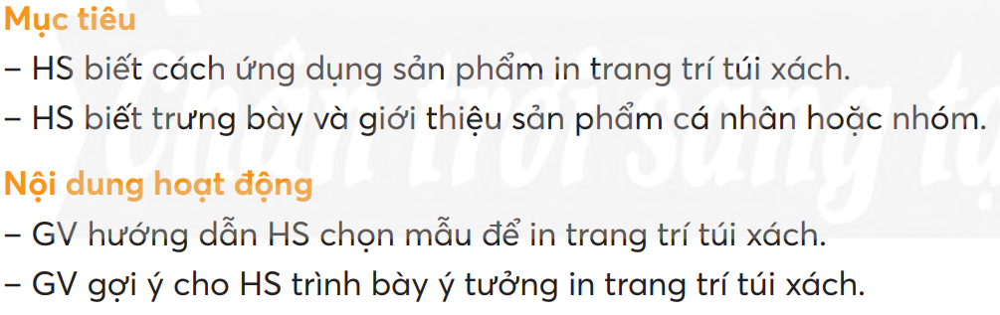 Mục tiêu
– HS biết cách ứng dụng sản phẩm in trang trí túi xách.
– HS biết trưng bày và giới thiệu sản phẩm cá nhân hoặc nhóm.
Nội dung hoạt động
– GV hướng dẫn HS chọn mẫu để in trang trí túi xách.
– GV gợi ý cho HS trình bày ý tưởng in trang trí túi xách.